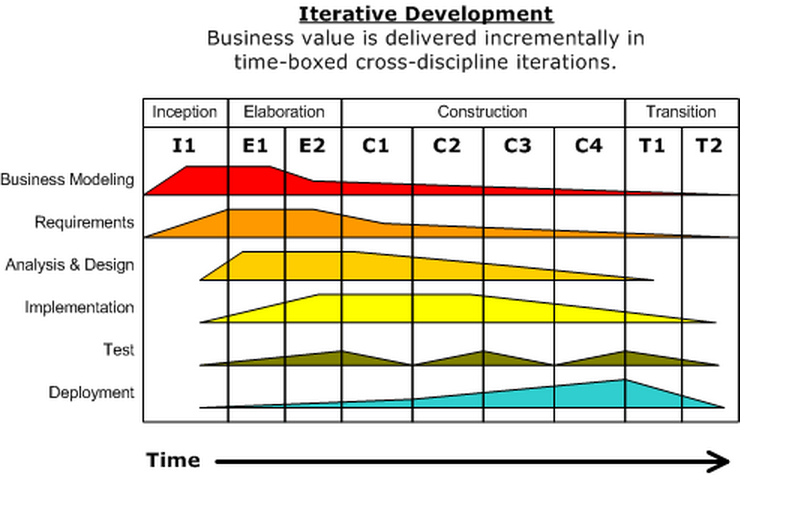 Iterative Development
Business value is delivered incrementally in
time-boxed cross-discipline iterations.
Inception Elaboration Construction Transition
I1 E1 E2 C1 C2 C3 C4 T1 T2
Business Modeling
Requirements
Analysis & Design
Implementation
Test
Deployment
Time